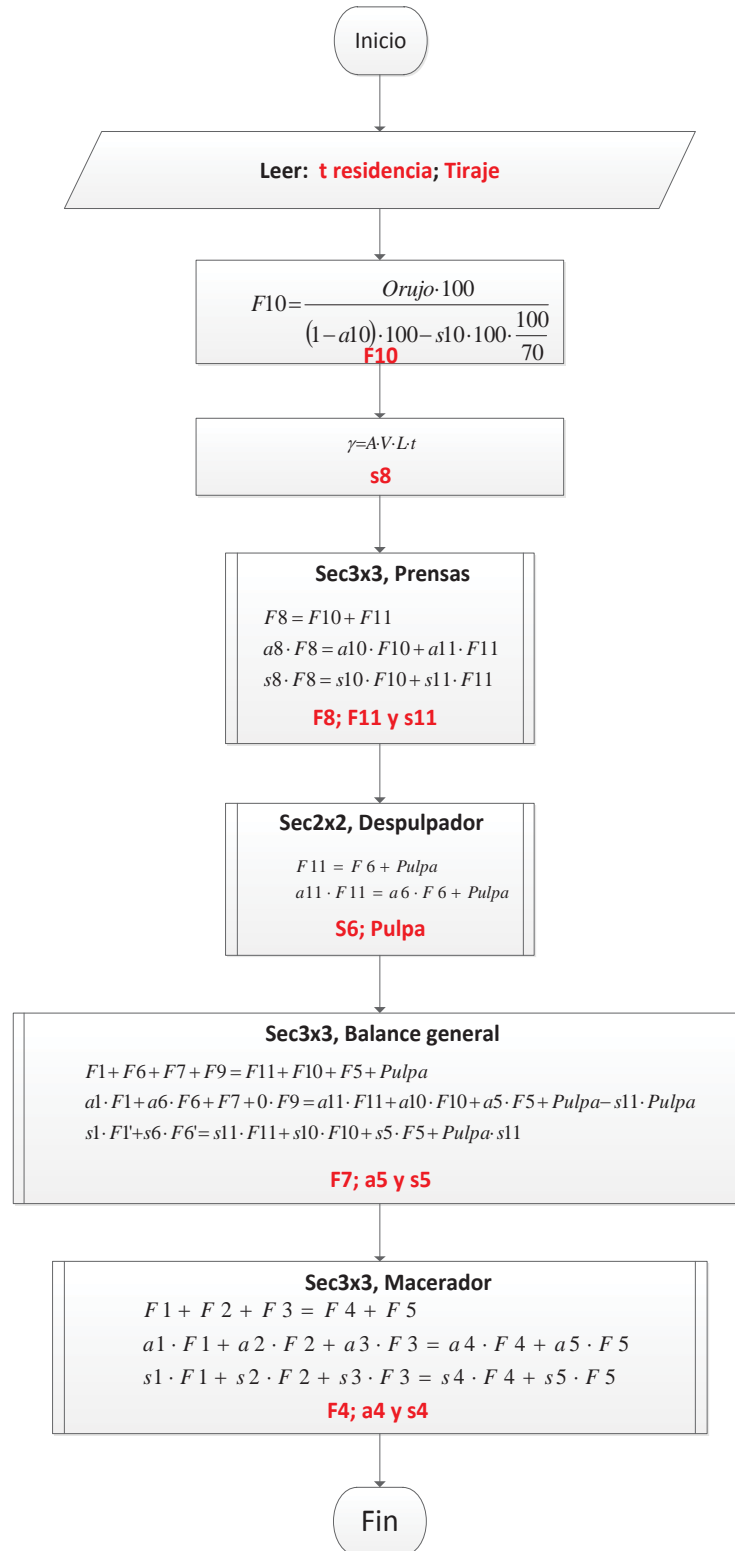 Inicio
Leer: t residencia; Tiraje
F10 = Orujo·100 / ((1−a10)·100−s10·100·100/70)
F10
γ=A·V·L·t
s8
Sec3x3, Prensas
F8 = F10 + F11
a8 · F8 = a10 · F10 + a11 · F11
s8 · F8 = s10 · F10 + s11 · F11
F8; F11 y s11
Sec2x2, Despulpador
F11 = F6 + Pulpa
a11 · F11 = a6 · F6 + Pulpa
S6; Pulpa
Sec3x3, Balance general
F1 + F6 + F7 + F9 = F11 + F10 + F5 + Pulpa
a1 · F1 + a6 · F6 + F7 + 0 · F9 = a11 · F11 + a10 · F10 + a5 · F5 + Pulpa − s11 · Pulpa
s1 · F1' + s6 · F6' = s11 · F11 + s10 · F10 + s5 · F5 + Pulpa · s11
F7; a5 y s5
Sec3x3, Macerador
F1 + F2 + F3 = F4 + F5
a1 · F1 + a2 · F2 + a3 · F3 = a4 · F4 + a5 · F5
s1 · F1 + s2 · F2 + s3 · F3 = s4 · F4 + s5 · F5
F4; a4 y s4
Fin